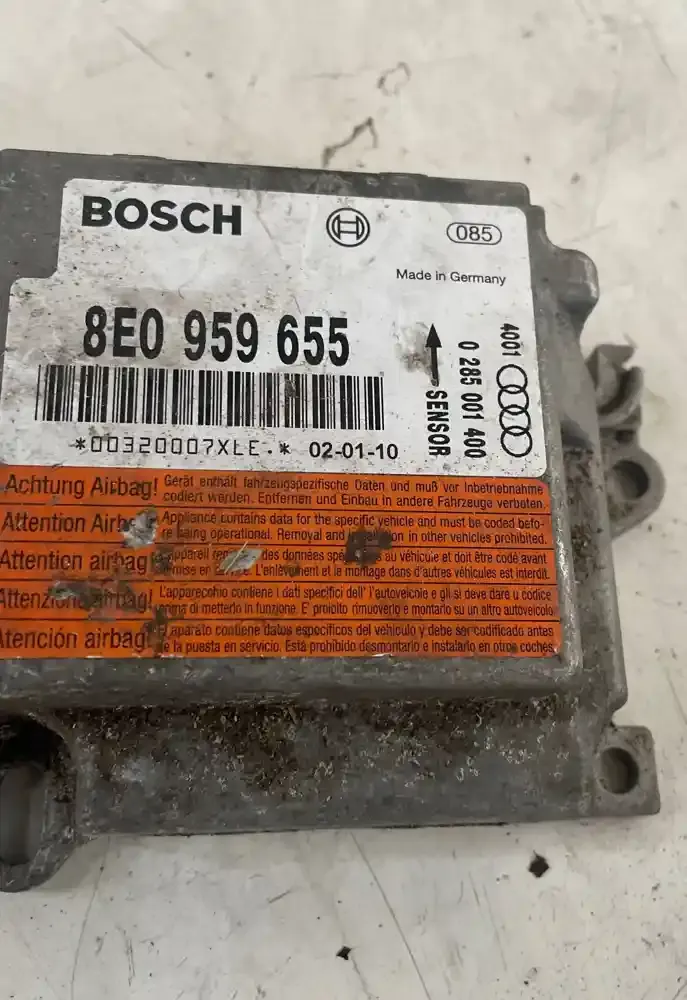 BOSCH
085
Made in Germany
8E0 959 655
*00320007XLE.* 02-01-10
SENSOR
0 285 001 400
4001
Achtung Airbag! Gerät enthält fahrzeugspezifische Daten und muß vor Inbetriebnahme
codiert werden. Entfernen und Einbau in andere Fahrzeuge verboten.
Attention Airbag! Appliance contains data for the specific vehicle and must be coded befo-
re being operational. Removal and in other vehicles prohibited.
Attention airbag! des données au véhicule et doit être codé avant
L'enlèvement et le montage dans d'autres véhicules est interdit.
Attenzione airbag! L'apparecchio contiene i dati specifici dell'autoveicolo e gli si deve dare il codice
prima di metterlo in funzione. E' proibito rimuoverlo e montarlo su un altro autoveicolo
Atención airbag! El aparato contiene datos específicos del vehículo y debe ser codificado antes
de la puesta en servicio. Está prohibido desmontarlo e instalarlo en otros coches.